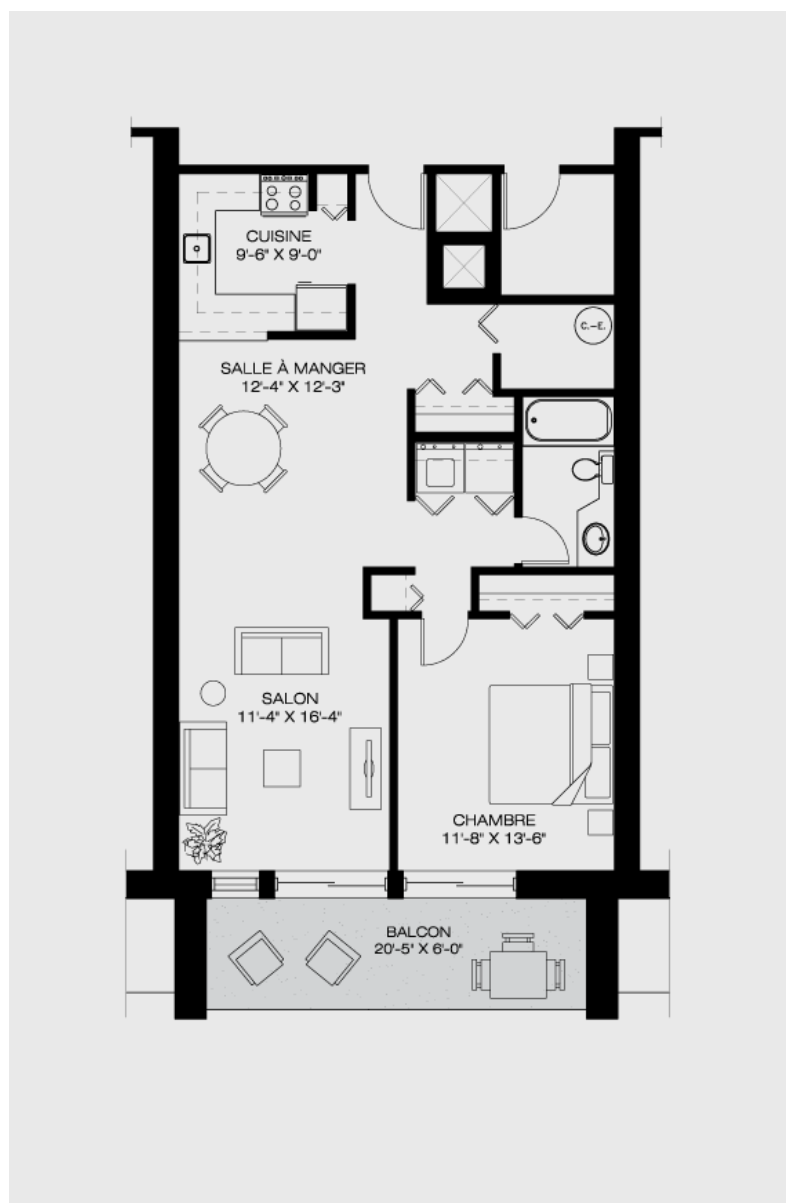 CUISINE
9'-6" X 9'-0"
C.-E.
SALLE À MANGER
12'-4" X 12'-3"
SALON
11'-4" X 16'-4"
CHAMBRE
11'-8" X 13'-6"
BALCON
20'-5" X 6'-0"